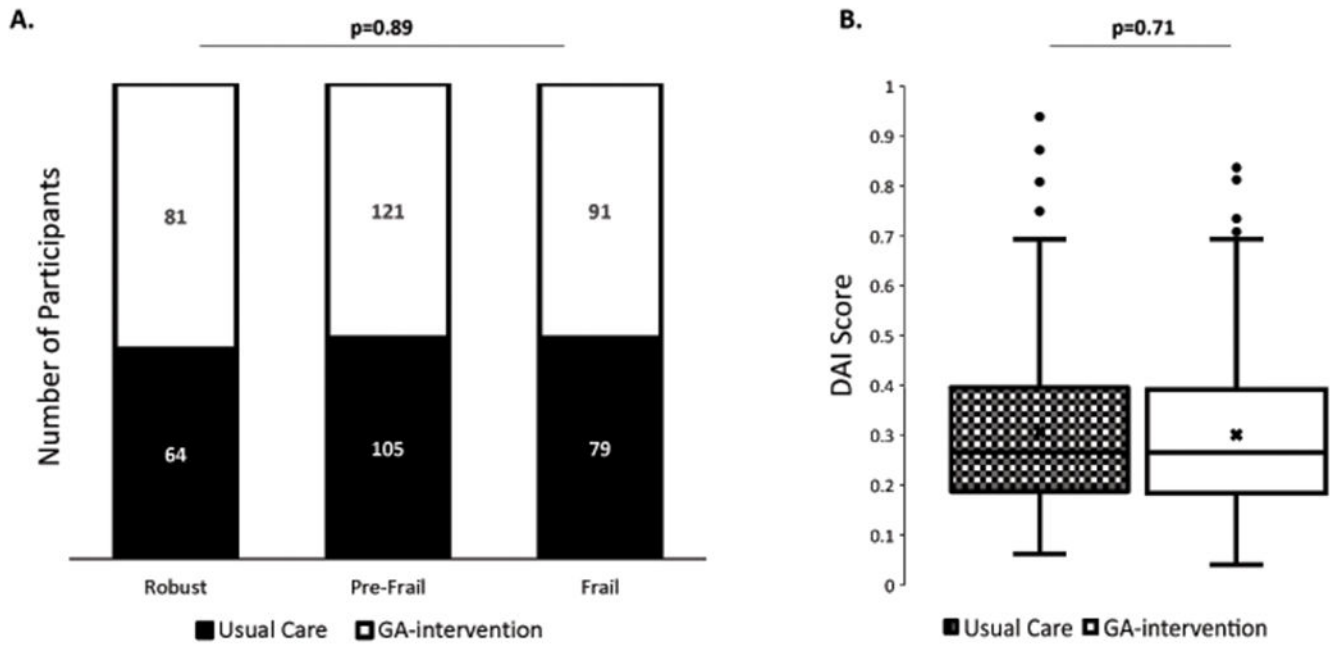 A.
p=0.89
Number of Participants
81
121
91
64
105
79
Robust
Pre-Frail
Frail
Usual Care
GA-intervention
B.
p=0.71
DAI Score
1
0.9
0.8
0.7
0.6
0.5
0.4
0.3
0.2
0.1
0
Usual Care
GA-intervention